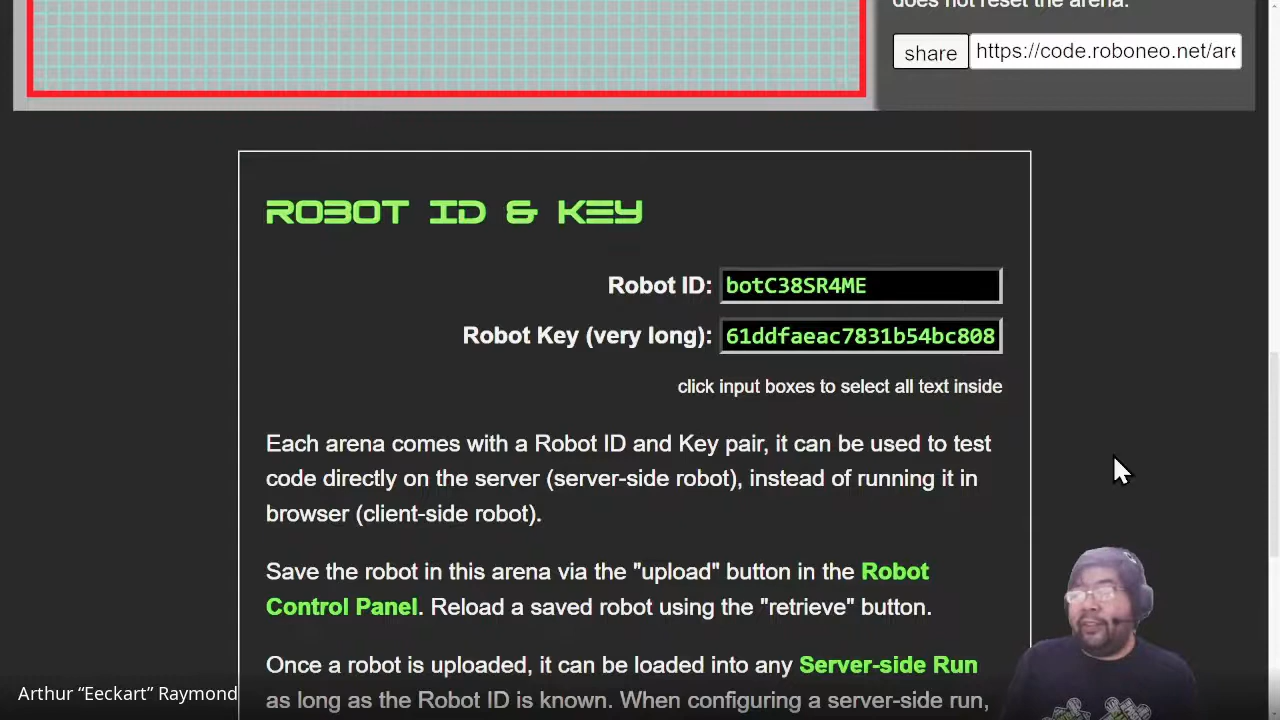 does not reset the arena.
share https://code.roboneo.net/are
ROBOT ID & KEY
Robot ID: botC38SR4ME
Robot Key (very long): 61ddfaeac7831b54bc808
click input boxes to select all text inside
Each arena comes with a Robot ID and Key pair, it can be used to test
code directly on the server (server-side robot), instead of running it in
browser (client-side robot).
Save the robot in this arena via the "upload" button in the Robot
Control Panel. Reload a saved robot using the "retrieve" button.
Once a robot is uploaded, it can be loaded into any Server-side Run
as long as the Robot ID is known. When configuring a server-side run,
Arthur “Eeckart” Raymond